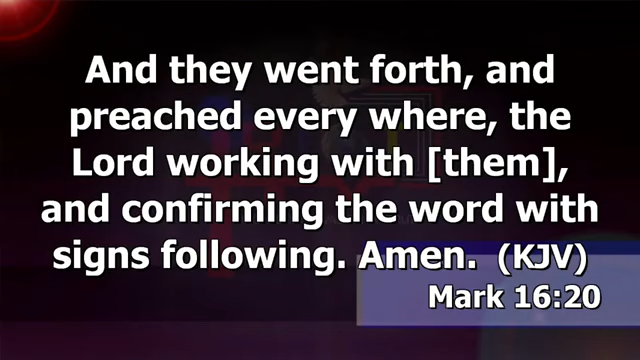 And they went forth, and
preached every where, the
Lord working with [them],
and confirming the word with
signs following. Amen. (KJV)
Mark 16:20